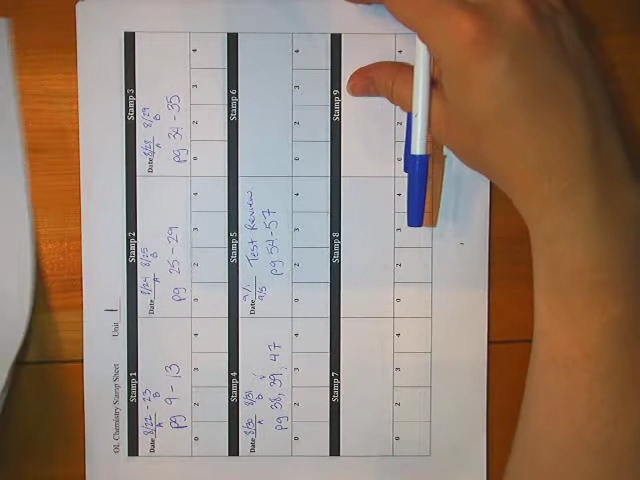 OL Chemistry Stamp Sheet Unit 1
Stamp 1
Date 8/22 - 23
A B
pg 9 - 13
0 2 3 4
Stamp 2
Date 8/24 8/25
A B
pg 25 - 29
0 2 3 4
Stamp 3
Date 8/28 8/29
A B
pg 34 - 35
0 2 3 4
Stamp 4
Date 8/30 8/31
A B
pg 38, 39, 47
0 2 3 4
Stamp 5
Date 9/1 Test Review
9/5
pg 54-57
0 2 3 4
Stamp 6
0 2 3 4
Stamp 7
0 2 3 4
Stamp 8
0 2 3
Stamp 9
0 2 4